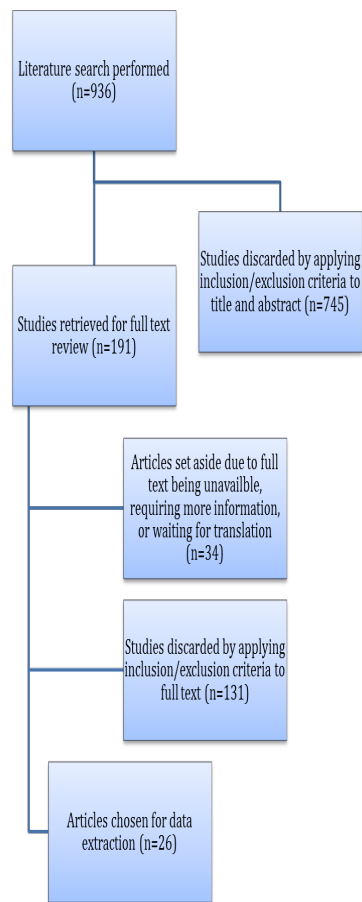 Literature search performed
(n=936)
Studies discarded by applying
inclusion/exclusion criteria to
title and abstract (n=745)
Studies retrieved for full text
review (n=191)
Articles set aside due to full
text being unavailble,
requiring more information,
or waiting for translation
(n=34)
Studies discarded by applying
inclusion/exclusion criteria to
full text (n=131)
Articles chosen for data
extraction (n=26)